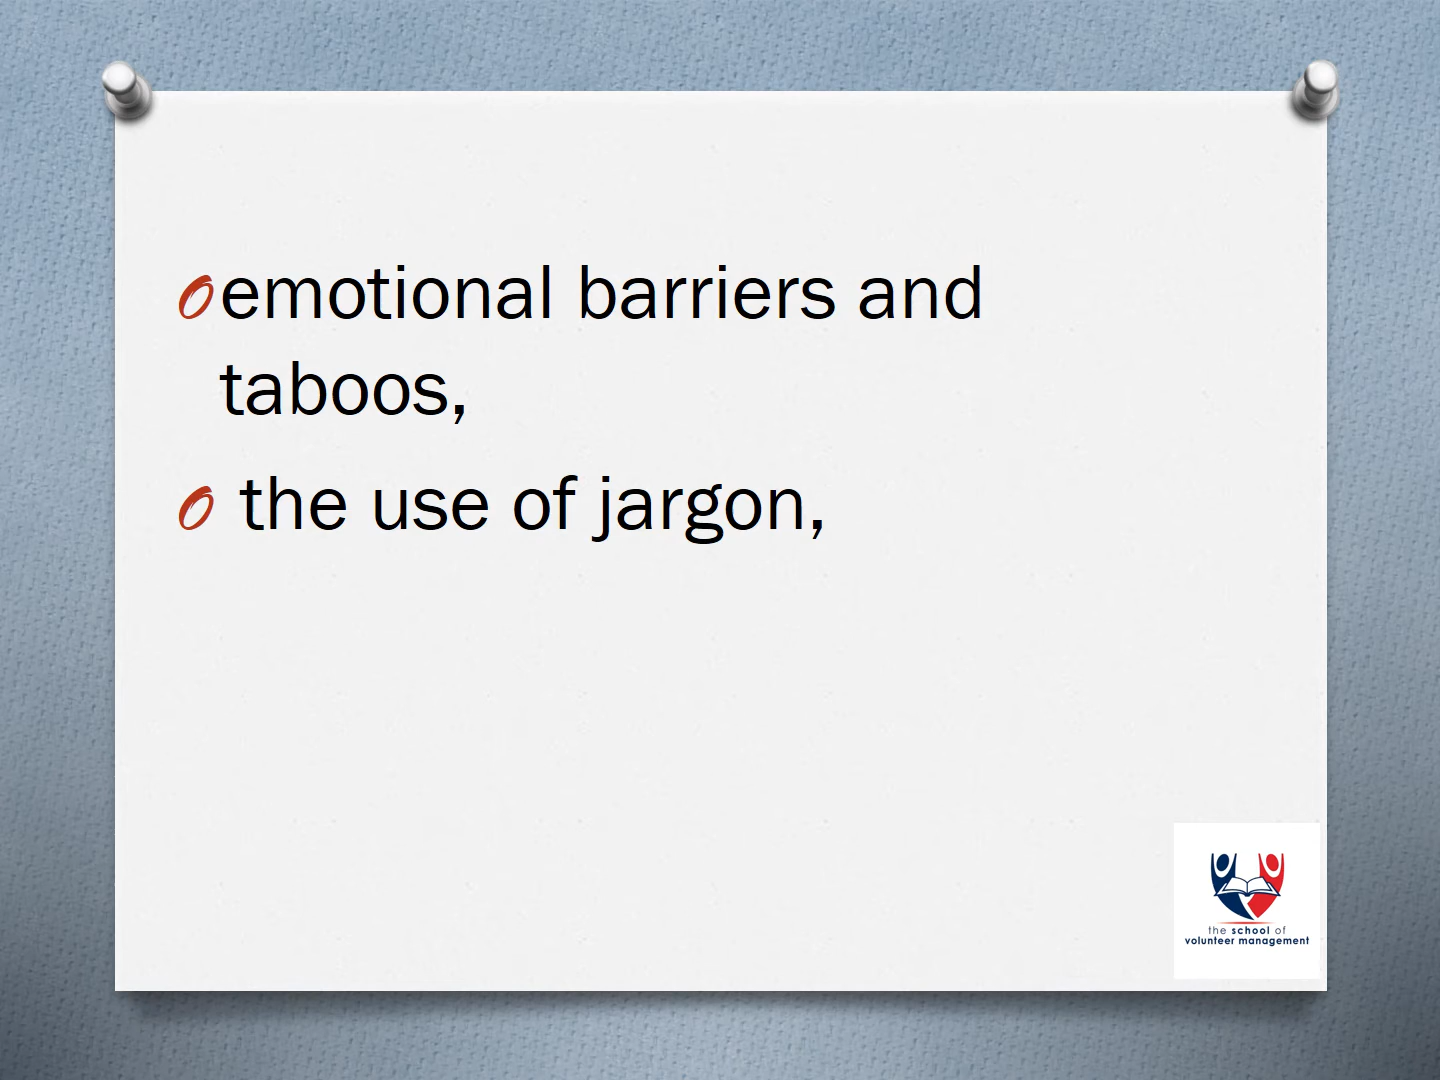 emotional barriers and
taboos,
the use of jargon,
the school of
volunteer management